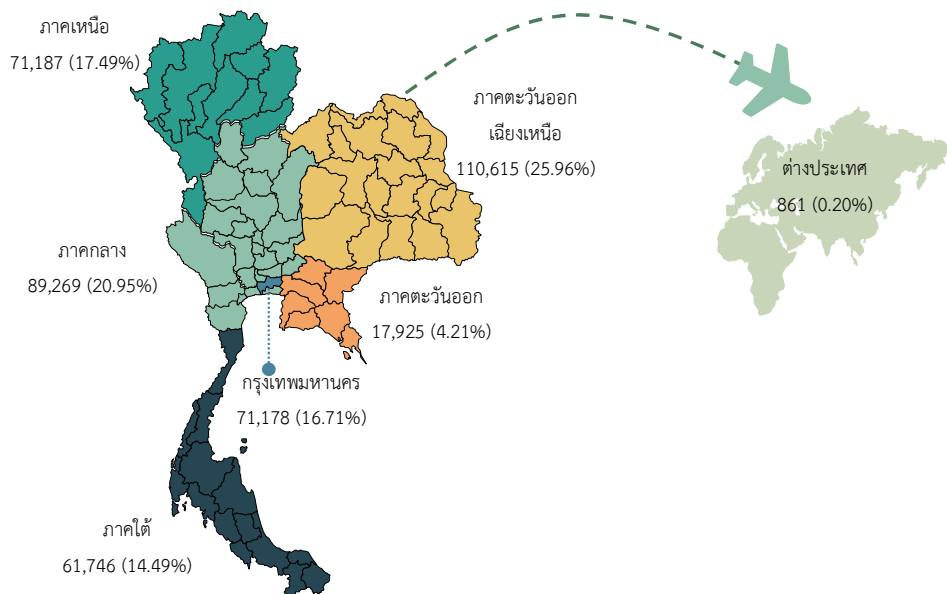 ภาคเหนือ
71,187 (17.49%)
ภาคตะวันออก
เฉียงเหนือ
110,615 (25.96%)
ต่างประเทศ
861 (0.20%)
ภาคกลาง
89,269 (20.95%)
ภาคตะวันออก
17,925 (4.21%)
กรุงเทพมหานคร
71,178 (16.71%)
ภาคใต้
61,746 (14.49%)